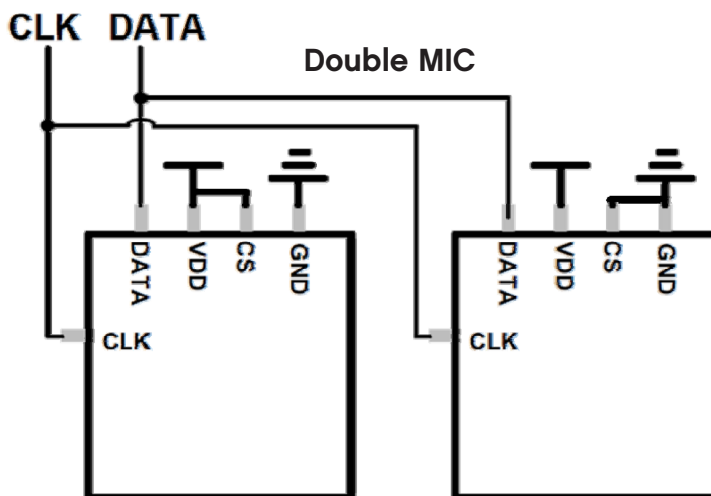 CLK DATA
Double MIC
DATA VDD CS GND
DATA VDD CS GND
CLK
CLK